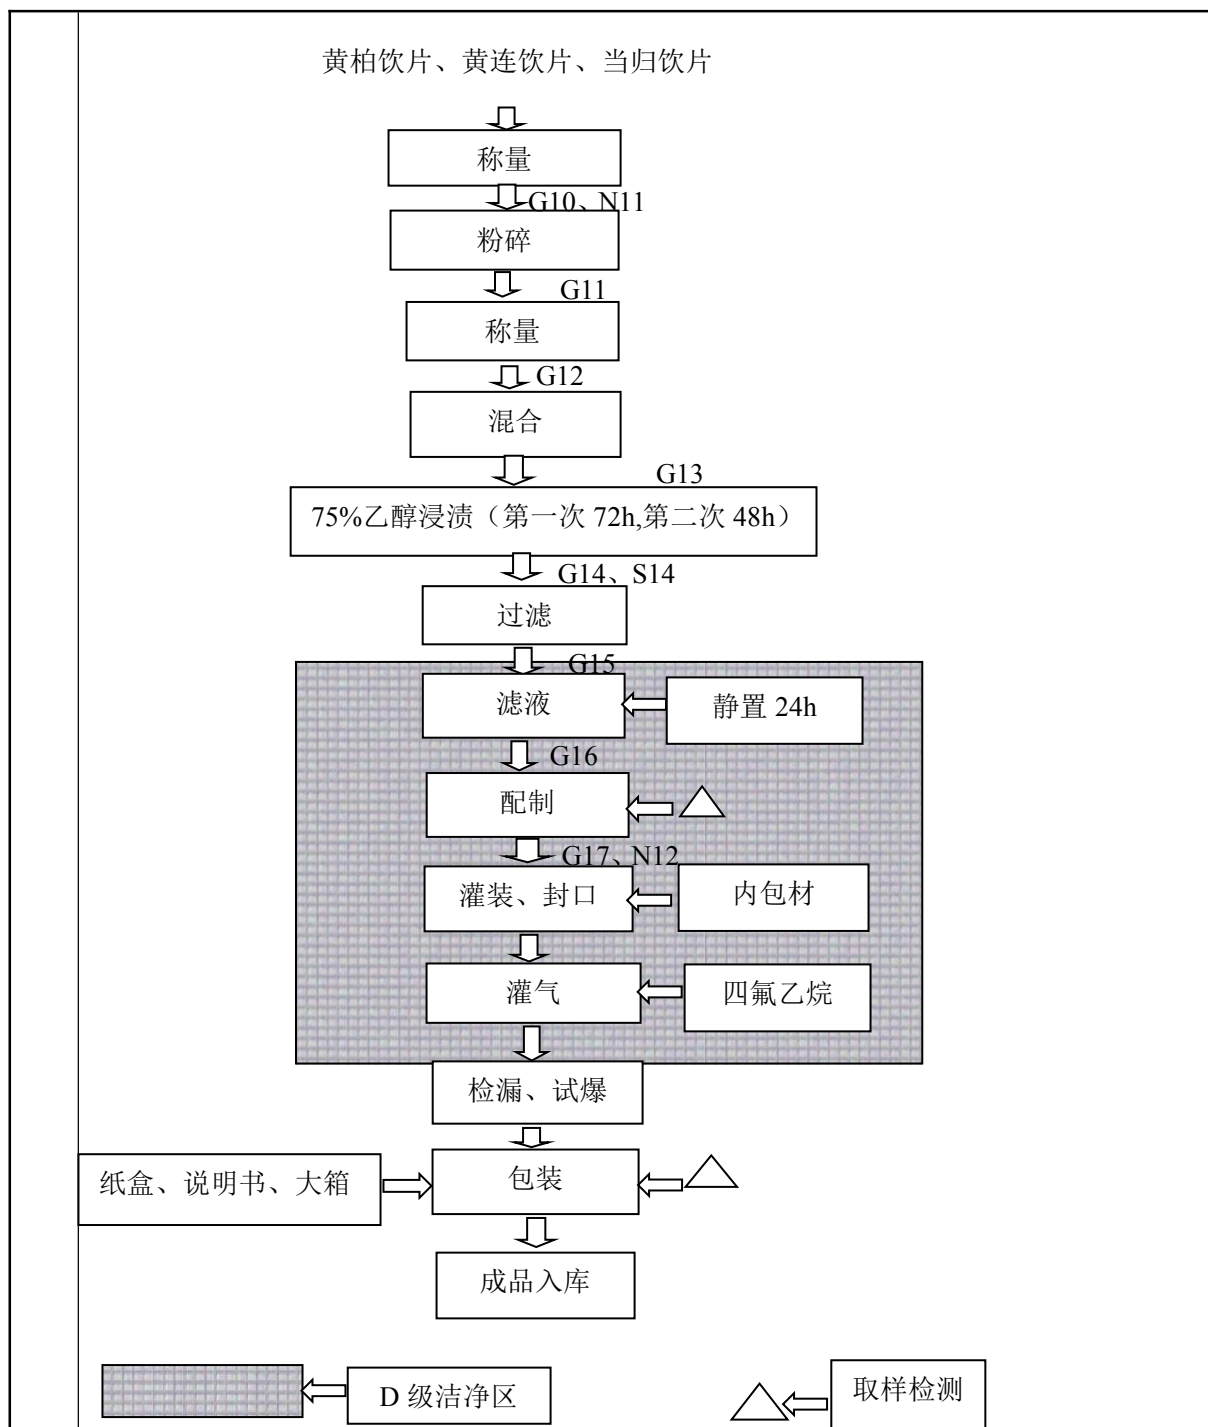 黄柏饮片、黄连饮片、当归饮片
称量
G10、N11
粉碎
G11
称量
G12
混合
G13
75%乙醇浸渍（第一次 72h,第二次 48h）
G14、S14
过滤
G15
滤液
静置 24h
G16
配制
G17、N12
灌装、封口
内包材
灌气
四氟乙烷
检漏、试爆
纸盒、说明书、大箱
包装
成品入库
D 级洁净区
取样检测